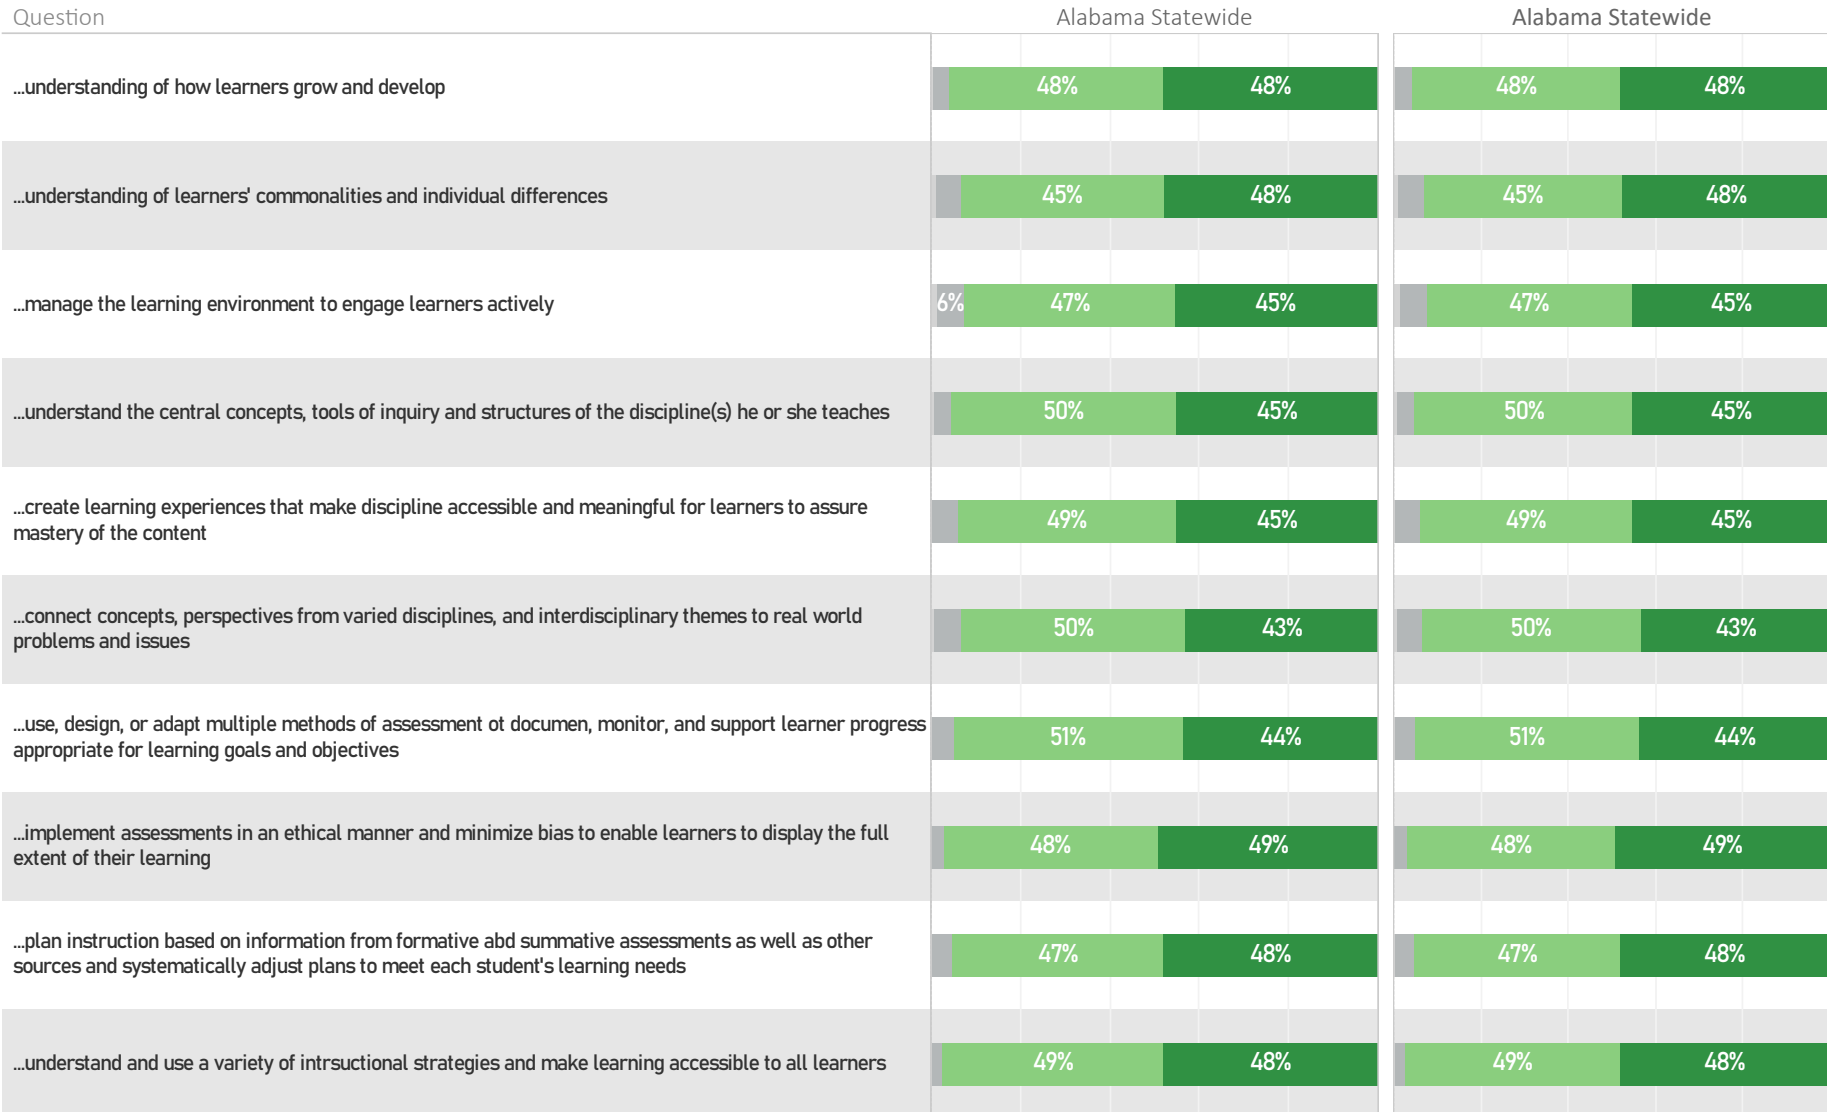 Question Alabama Statewide Alabama Statewide
...understanding of how learners grow and develop 48% 48% 48% 48%
...understanding of learners' commonalities and individual differences 45% 48% 45% 48%
...manage the learning environment to engage learners actively 6% 47% 45% 47% 45%
...understand the central concepts, tools of inquiry and structures of the discipline(s) he or she teaches 50% 45% 50% 45%
...create learning experiences that make discipline accessible and meaningful for learners to assure
mastery of the content 49% 45% 49% 45%
...connect concepts, perspectives from varied disciplines, and interdisciplinary themes to real world
problems and issues 50% 43% 50% 43%
...use, design, or adapt multiple methods of assessment ot documen, monitor, and support learner progress
appropriate for learning goals and objectives 51% 44% 51% 44%
...implement assessments in an ethical manner and minimize bias to enable learners to display the full
extent of their learning 48% 49% 48% 49%
...plan instruction based on information from formative abd summative assessments as well as other
sources and systematically adjust plans to meet each student's learning needs 47% 48% 47% 48%
...understand and use a variety of intrsuctional strategies and make learning accessible to all learners 49% 48% 49% 48%